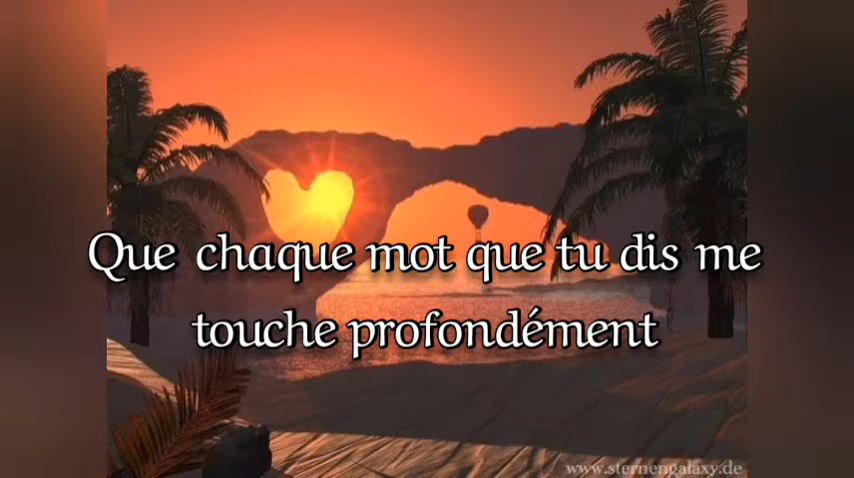 Que chaque mot que tu dis me
touche profondément
www.sternengalaxy.de